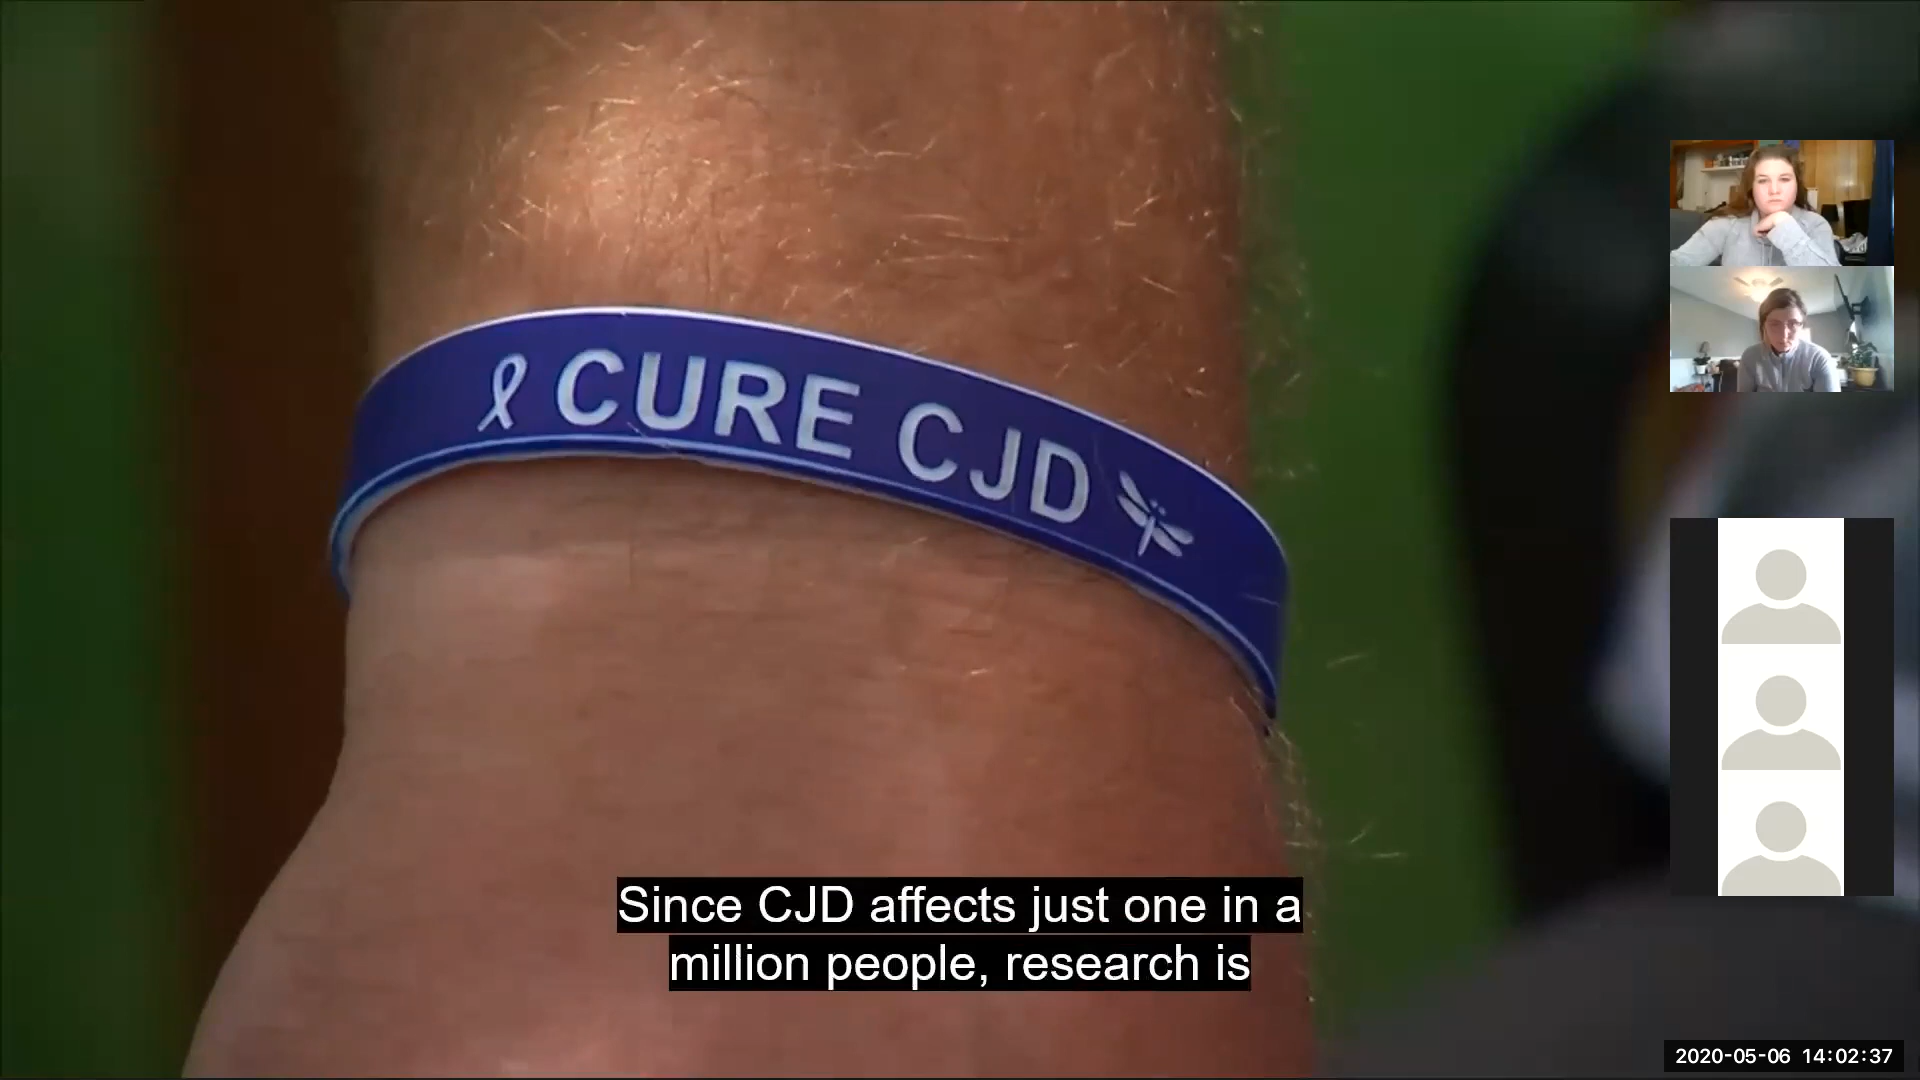 CURE CJD
Since CJD affects just one in a
million people, research is
2020-05-06 14:02:37